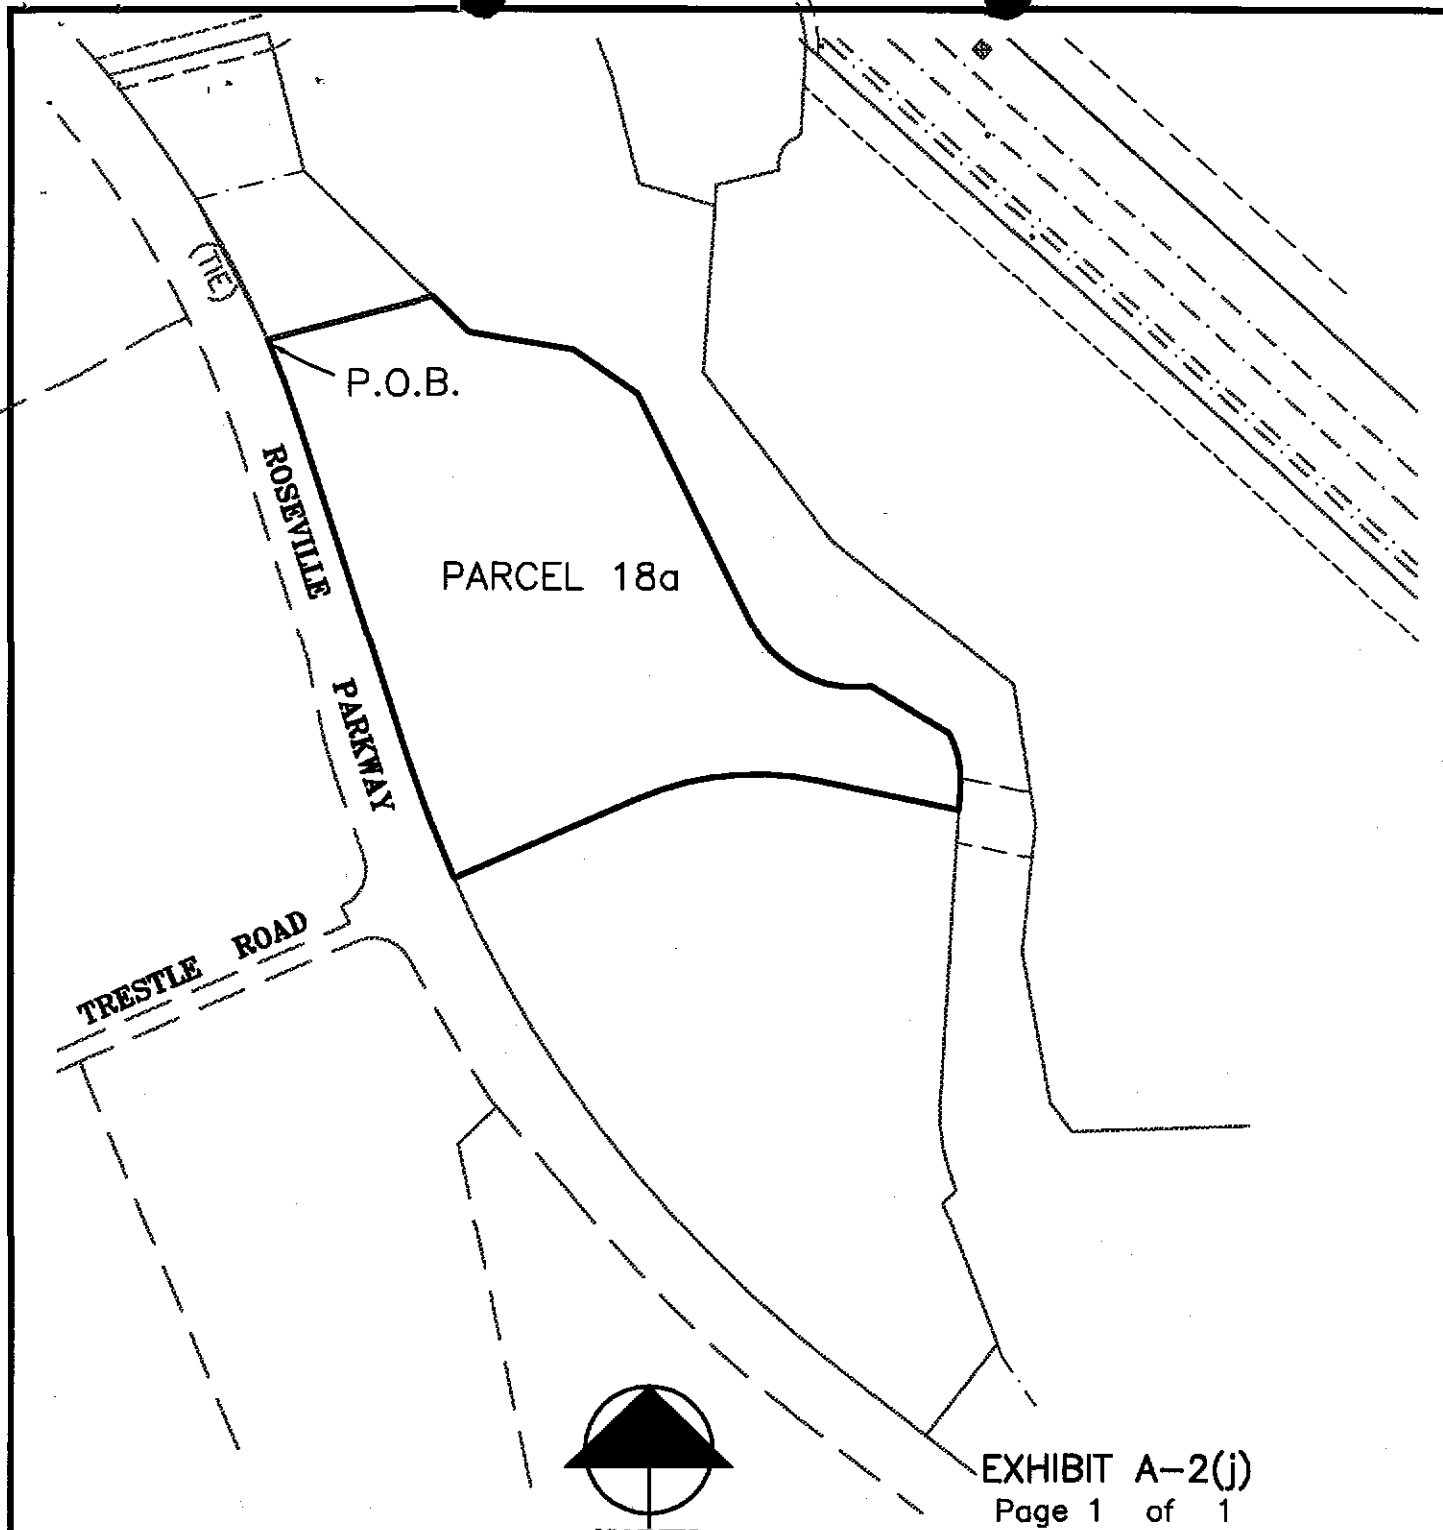 (TIE)
P.O.B.
ROSEVILLE PARKWAY
PARCEL 18a
TRESTLE ROAD
EXHIBIT A-2(j)
Page 1 of 1